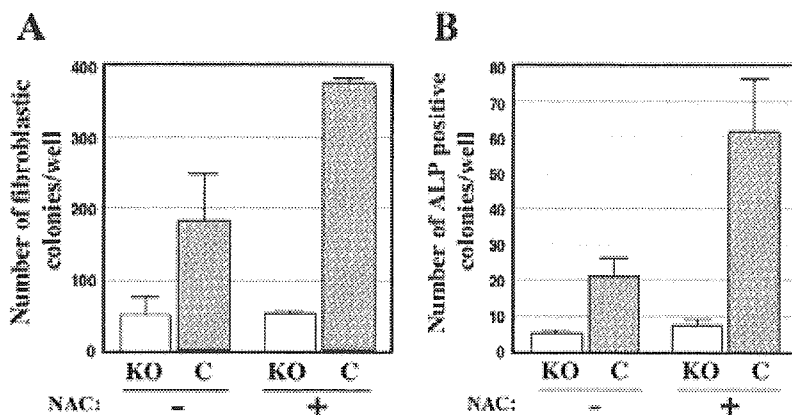 A
Number of fibroblastic
colonies/well
400
300
200
100
0
KO C KO C
NAC: - +
B
Number of ALP positive
colonies/well
80
70
60
50
40
30
20
10
0
KO C KO C
NAC: - +